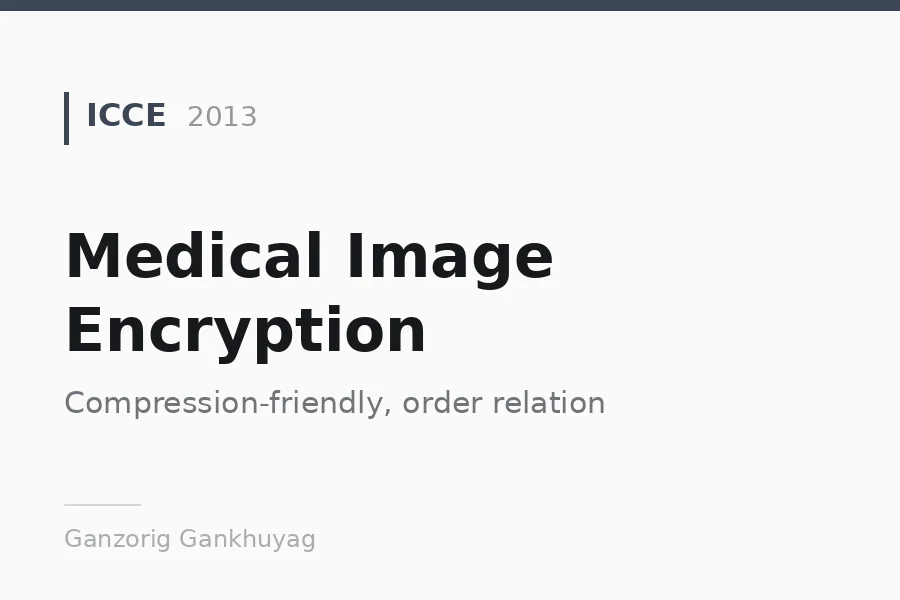 ICCE 2013
Medical Image
Encryption
Compression-friendly, order relation
Ganzorig Gankhuyag